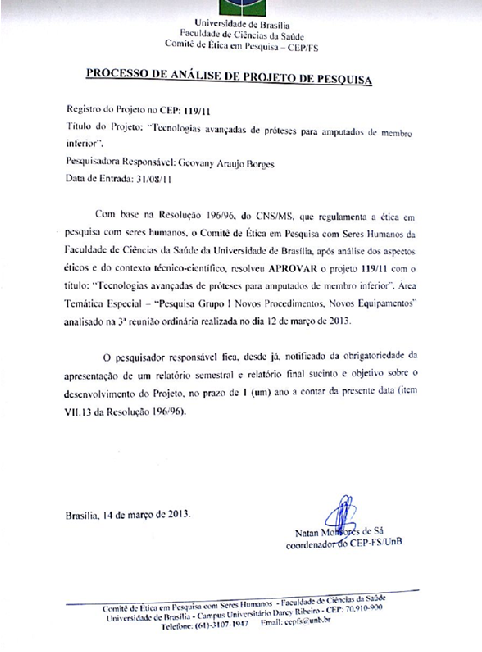 Universidade de Brasília
Faculdade de Ciências da Saúde
Comitê de Ética em Pesquisa – CEP/FS
PROCESSO DE ANÁLISE DE PROJETO DE PESQUISA
Registro do Projeto no CEP: 119/11
Título do Projeto: “Tecnologias avançadas de próteses para amputados de membro
inferior”.
Pesquisadora Responsável: Geovany Araujo Borges
Data de Entrada: 31/08/11
Com base na Resolução 196/96, do CNS/MS, que regulamenta a ética em
pesquisa com seres humanos, o Comitê de Ética em Pesquisa com Seres Humanos da
Faculdade de Ciências da Saúde da Universidade de Brasília, após análise dos aspectos
éticos e do contexto técnico-científico, resolveu APROVAR o projeto 119/11 com o
título: “Tecnologias avançadas de próteses para amputados de membro inferior”. Area
Temática Especial – “Pesquisa Grupo I Novos Procedimentos, Novos Equipamentos”
analisado na 3ª reunião ordinária realizada no dia 12 de março de 2013.
O pesquisador responsável fica, desde já, notificado da obrigatoriedade da
apresentação de um relatório semestral e relatório final sucinto e objetivo sobre o
desenvolvimento do Projeto, no prazo de 1 (um) ano a contar da presente data (item
VII.13 da Resolução 196/96).
Brasília, 14 de março de 2013.
Natan de Sá
coordenador do CEP-FS/UnB
Comitê de Ética em Pesquisa com Seres Humanos - Faculdade de Ciências da Saúde
Universidade de Brasília - Campus Universitário Darcy Ribeiro - CEP: 70.910-900
Telefone: (61)-3107-1947 Email: cepfs@unb.br